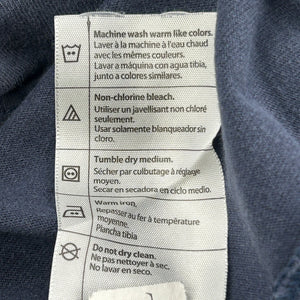 Machine wash warm like colors.
Laver à la machine à l'eau chaud
avec les mêmes couleurs.
Lavar a máquina con agua tibia,
junto a colores similares.
Non-chlorine bleach.
Utiliser un javellisant non chloré
seulement.
Usar solamente blanqueador sin
cloro.
Tumble dry medium.
Sécher par culbutage à réglage
moyen.
Secar en secadora en ciclo medio.
Warm iron.
Repasser au fer à température
moyenne.
Plancha tibia
Do not dry clean.
Ne pas nettoyer à sec.
No lavar en seco.